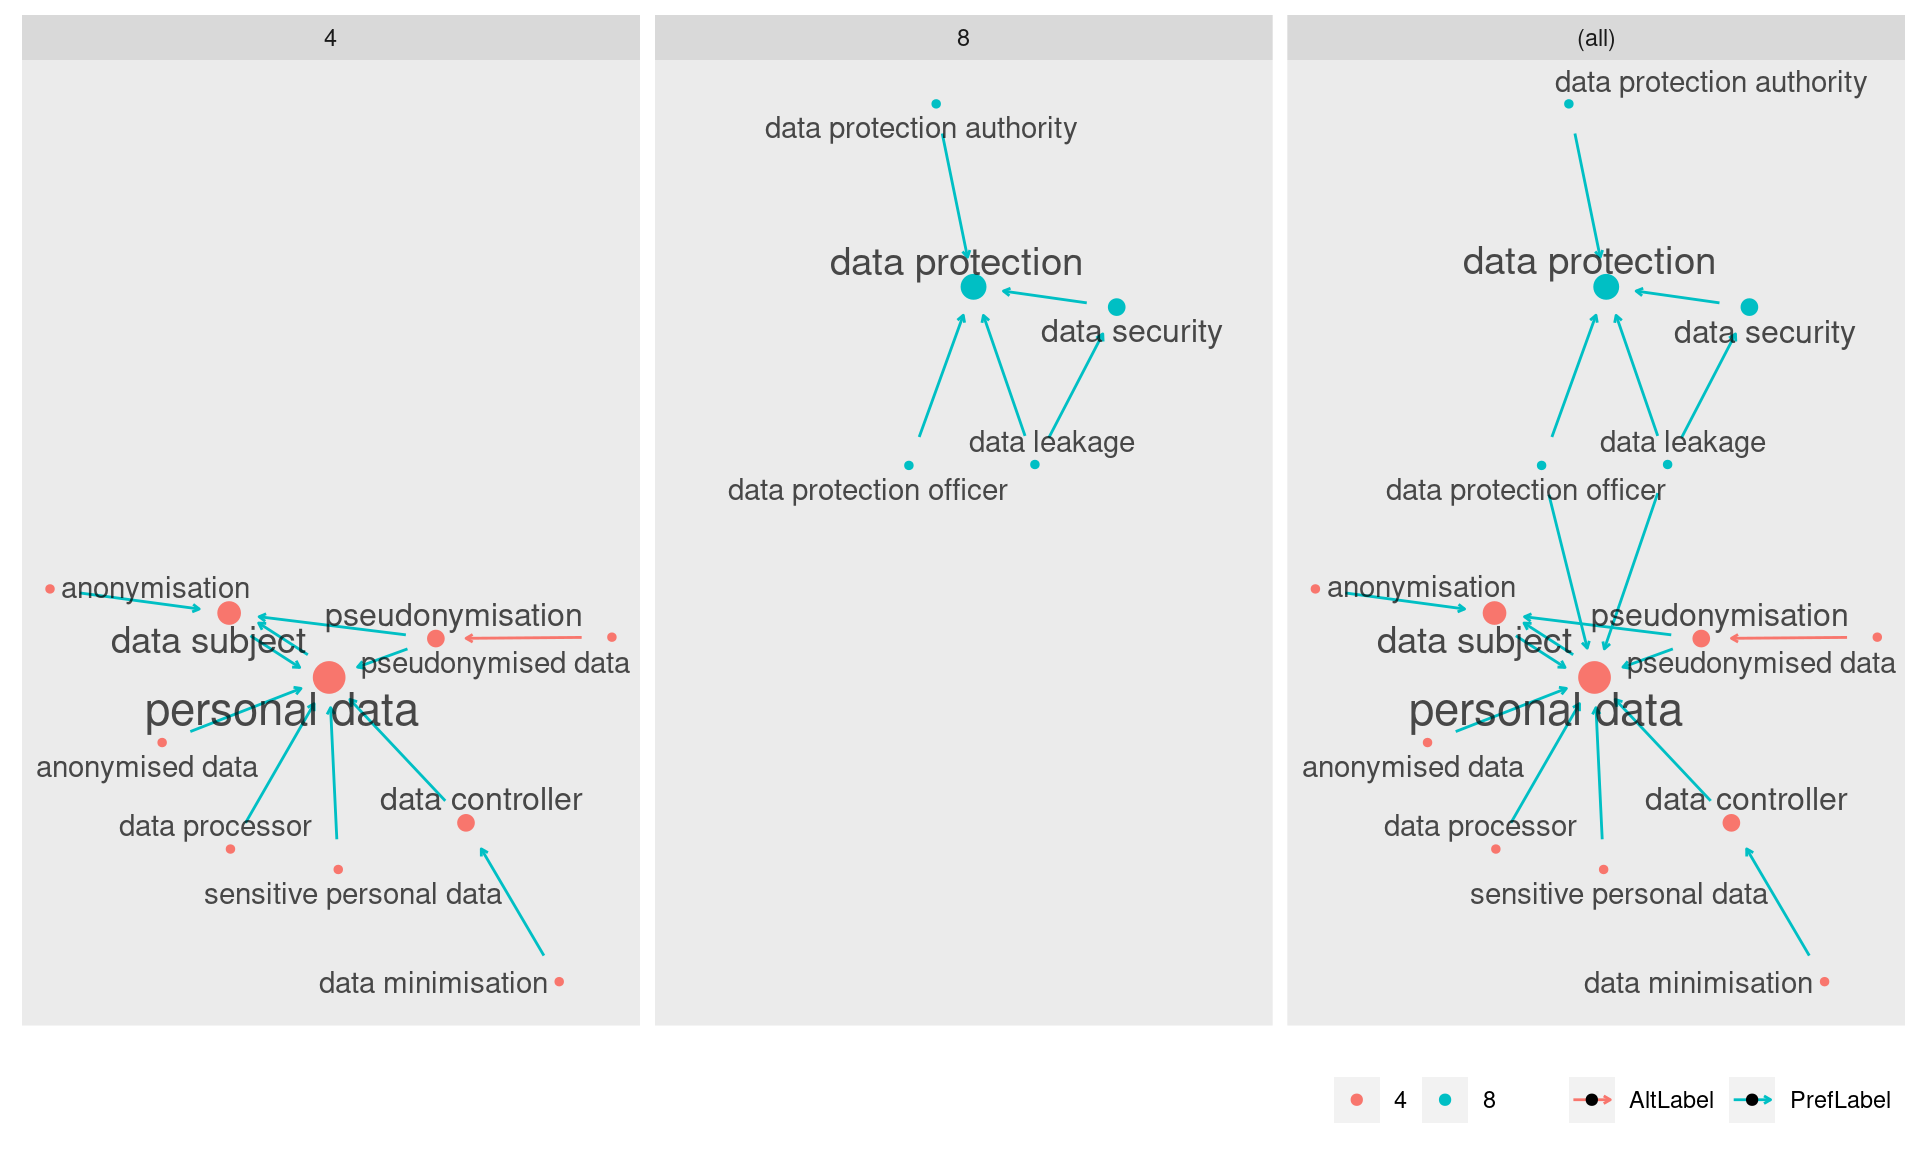 4
anonymisation
pseudonymisation
data subject
pseudonymised data
personal data
anonymised data
data controller
data processor
sensitive personal data
data minimisation
8
data protection authority
data protection
data security
data leakage
data protection officer
(all)
data protection authority
data protection
data security
data leakage
data protection officer
anonymisation
pseudonymisation
data subject
pseudonymised data
personal data
anonymised data
data controller
data processor
sensitive personal data
data minimisation
4 8 AltLabel PrefLabel